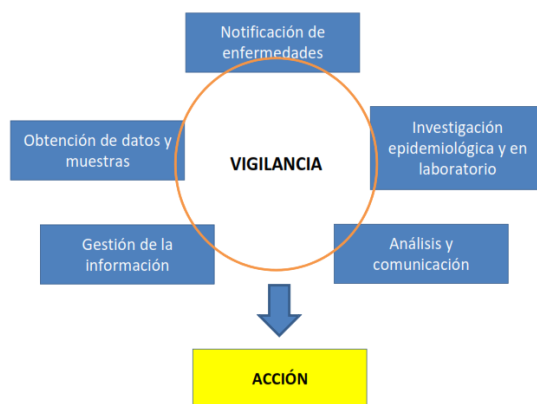 Notificación de
enfermedades
Obtención de datos y
muestras
VIGILANCIA
Investigación
epidemiológica y en
laboratorio
Gestión de la
información
Análisis y
comunicación
ACCIÓN